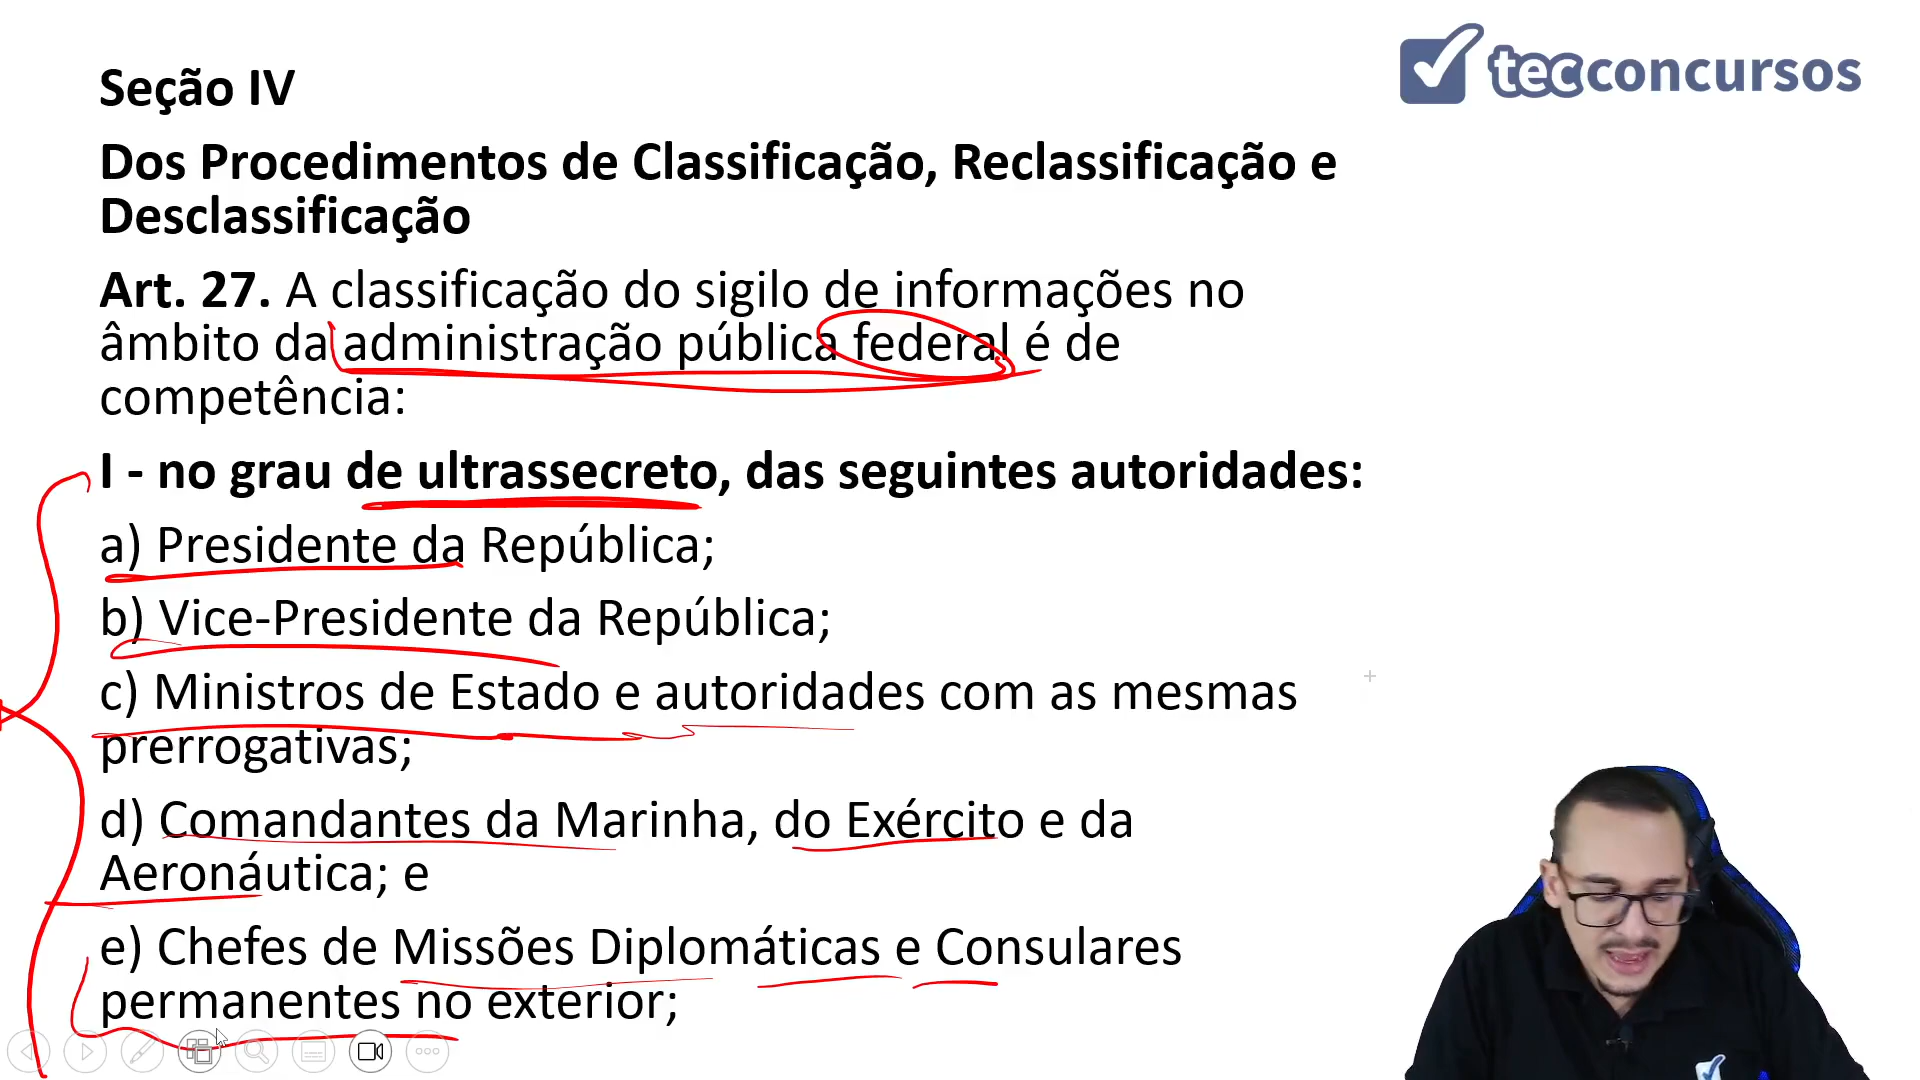 tecconcursos
Seção IV
Dos Procedimentos de Classificação, Reclassificação e
Desclassificação
Art. 27. A classificação do sigilo de informações no
âmbito da administração pública federal é de
competência:
I - no grau de ultrassecreto, das seguintes autoridades:
a) Presidente da República;
b) Vice-Presidente da República;
c) Ministros de Estado e autoridades com as mesmas
prerrogativas;
d) Comandantes da Marinha, do Exército e da
Aeronáutica; e
e) Chefes de Missões Diplomáticas e Consulares
permanentes no exterior;